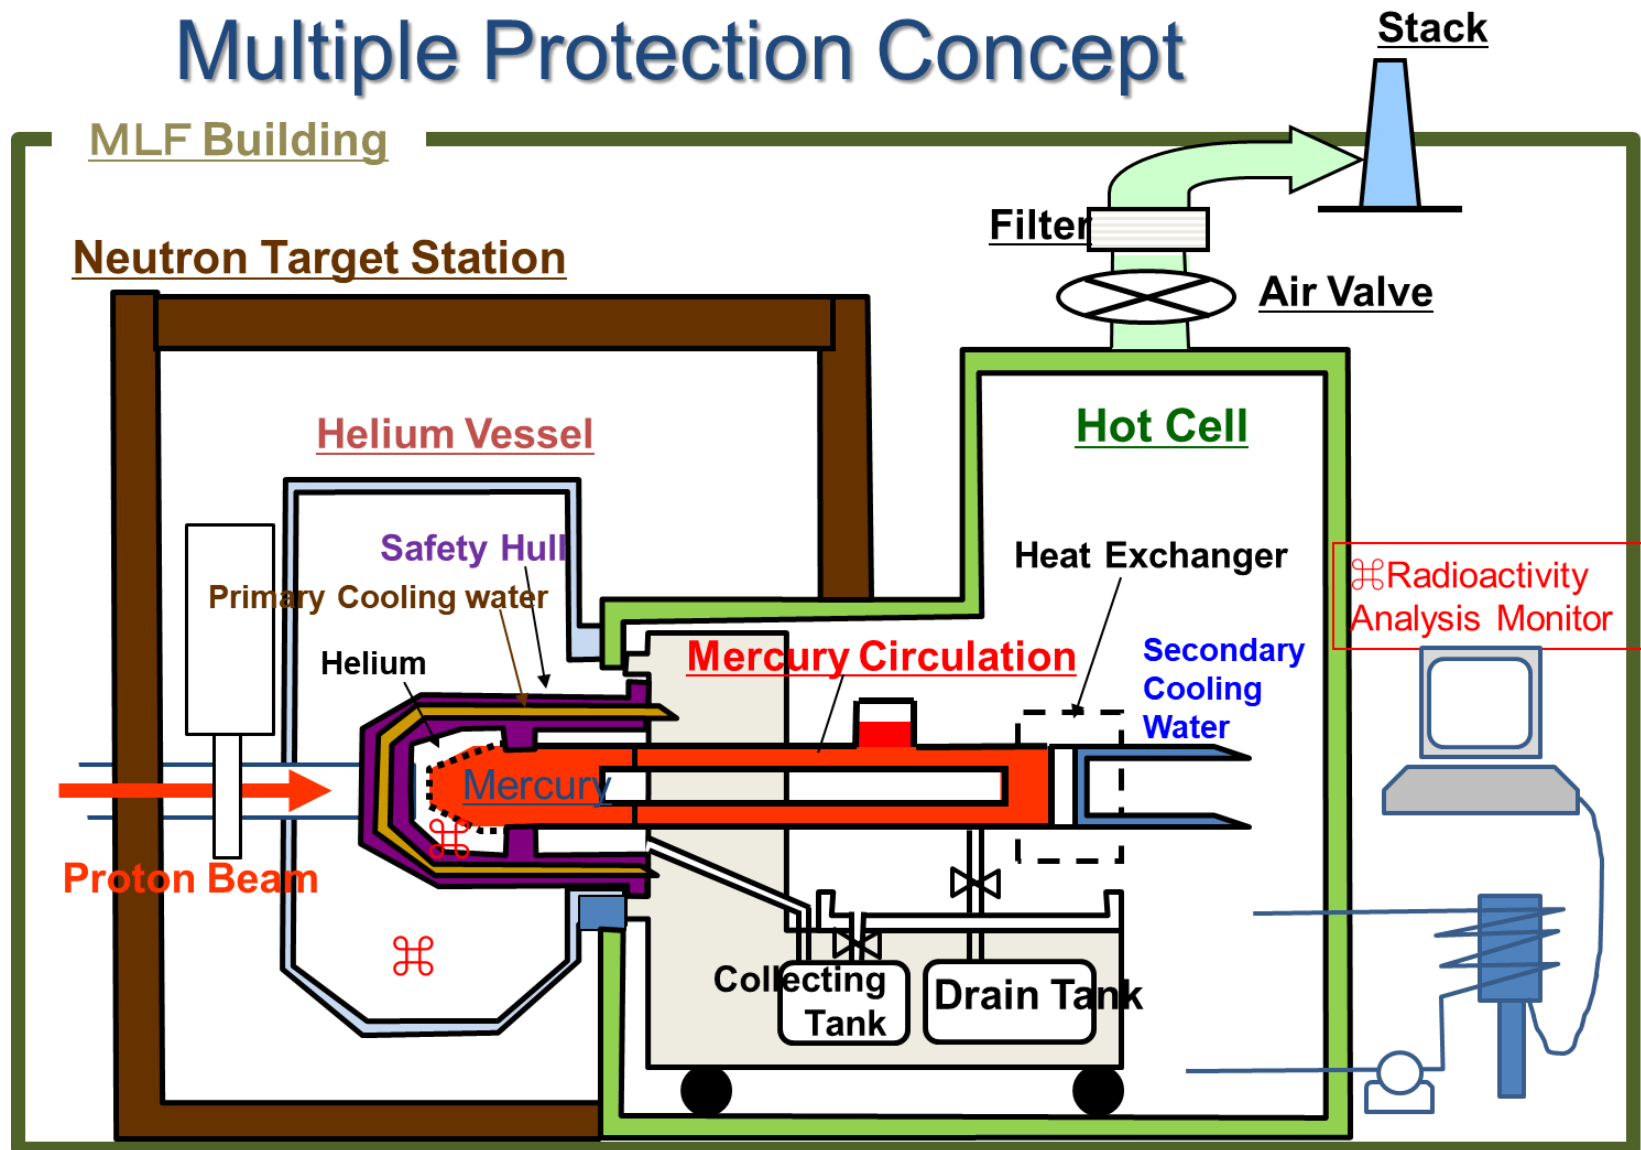 Multiple Protection Concept
Stack
MLF Building
Filter
Neutron Target Station
Air Valve
Helium Vessel
Hot Cell
Safety Hull
Heat Exchanger
⌘Radioactivity
Analysis Monitor
Primary Cooling water
Helium
Mercury Circulation
Secondary
Cooling
Water
Mercury
Proton Beam
Collecting
Tank
Drain Tank